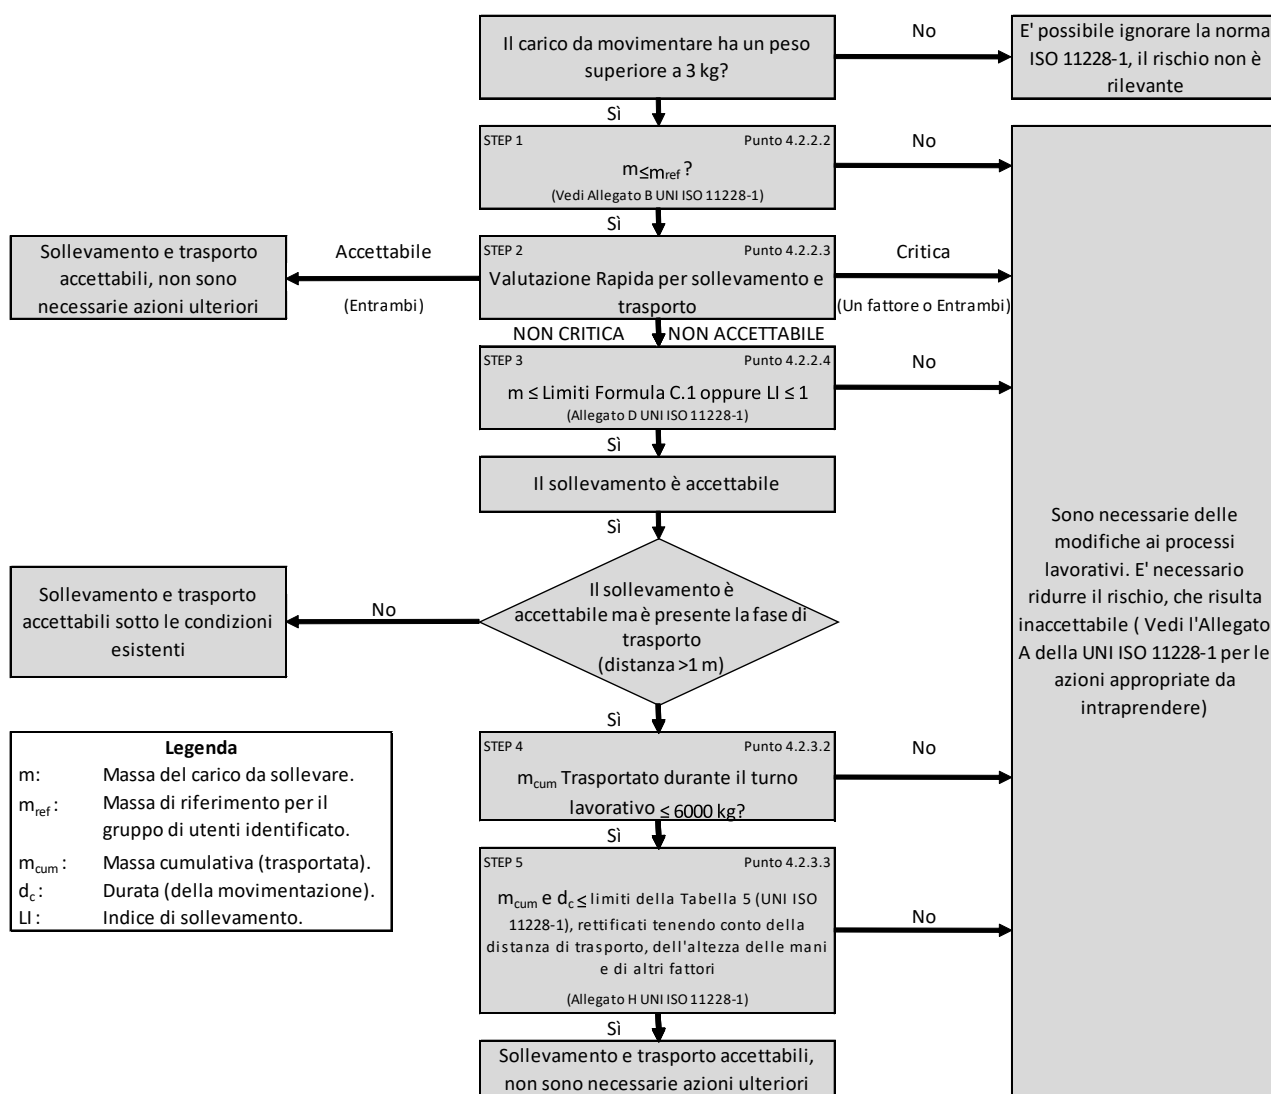 Il carico da movimentare ha un peso
superiore a 3 kg?
No
E' possibile ignorare la norma
ISO 11228-1, il rischio non è
rilevante
Sì
STEP 1 Punto 4.2.2.2
m≤mref ?
(Vedi Allegato B UNI ISO 11228-1)
No
Sì
Sollevamento e trasporto
accettabili, non sono
necessarie azioni ulteriori
Accettabile
(Entrambi)
STEP 2 Punto 4.2.2.3
Valutazione Rapida per sollevamento e
trasporto
Critica
(Un fattore o Entrambi)
NON CRITICA NON ACCETTABILE
STEP 3 Punto 4.2.2.4
m ≤ Limiti Formula C.1 oppure LI ≤ 1
(Allegato D UNI ISO 11228-1)
No
Sì
Il sollevamento è accettabile
Sì
Sono necessarie delle
modifiche ai processi
lavorativi. E' necessario
ridurre il rischio, che risulta
inaccettabile ( Vedi l'Allegato
A della UNI ISO 11228-1 per le
azioni appropriate da
intraprendere)
Il sollevamento è
accettabile ma è presente la fase di
trasporto
(distanza >1 m)
No
Sollevamento e trasporto
accettabili sotto le condizioni
esistenti
Sì
STEP 4 Punto 4.2.3.2
mcum Trasportato durante il turno
lavorativo ≤ 6000 kg?
No
Sì
STEP 5 Punto 4.2.3.3
mcum e dc ≤ limiti della Tabella 5 (UNI ISO
11228-1), rettificati tenendo conto della
distanza di trasporto, dell'altezza delle mani
e di altri fattori
(Allegato H UNI ISO 11228-1)
No
Sì
Sollevamento e trasporto accettabili,
non sono necessarie azioni ulteriori
Legenda
m: Massa del carico da sollevare.
mref : Massa di riferimento per il
gruppo di utenti identificato.
mcum : Massa cumulativa (trasportata).
dc : Durata (della movimentazione).
LI : Indice di sollevamento.